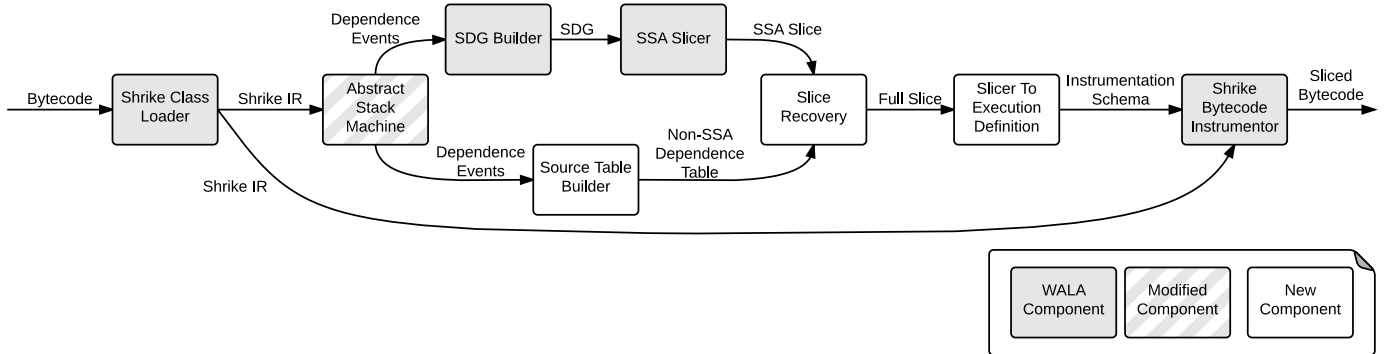 Dependence
Events
SDG Builder
SDG
SSA Slicer
SSA Slice
Bytecode
Shrike Class
Loader
Shrike IR
Abstract
Stack
Machine
Slice
Recovery
Full Slice
Slicer To
Execution
Definition
Instrumentation
Schema
Shrike
Bytecode
Instrumentor
Sliced
Bytecode
Dependence
Events
Source Table
Builder
Non-SSA
Dependence
Table
Shrike IR
WALA
Component
Modified
Component
New
Component